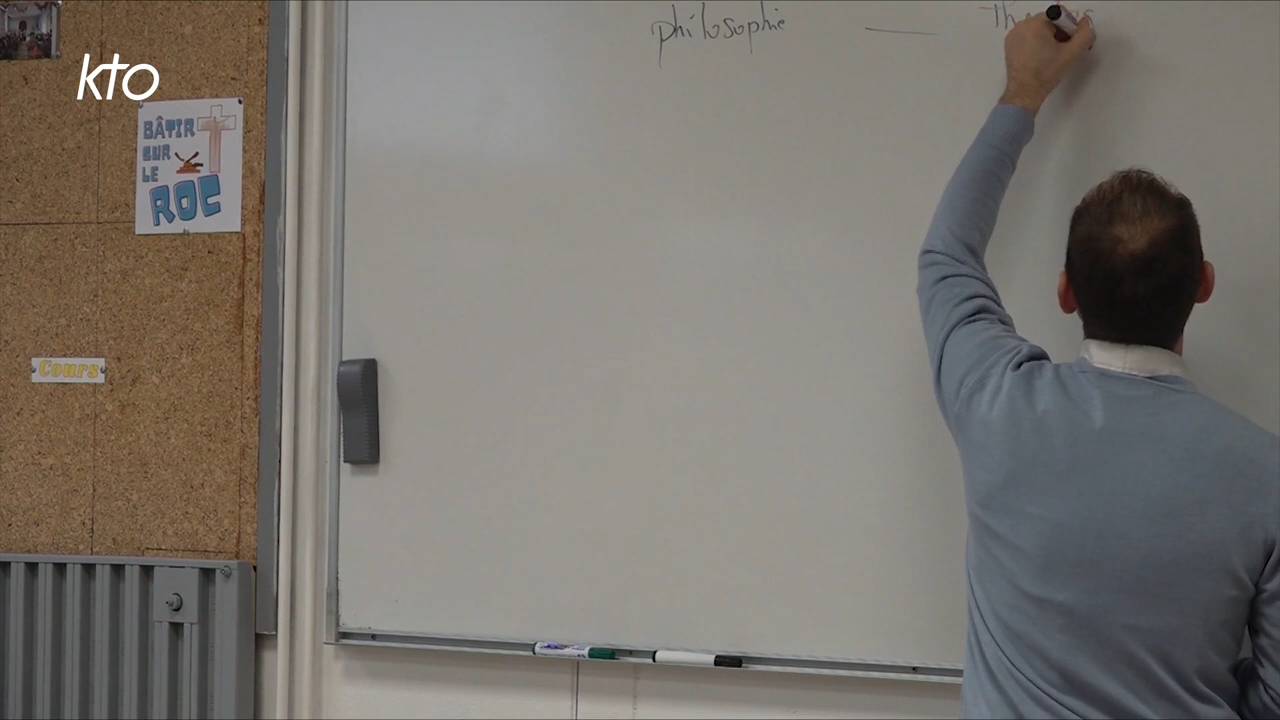 philosophie —
kto
BÂTIR
SUR
LE
ROC
Cours